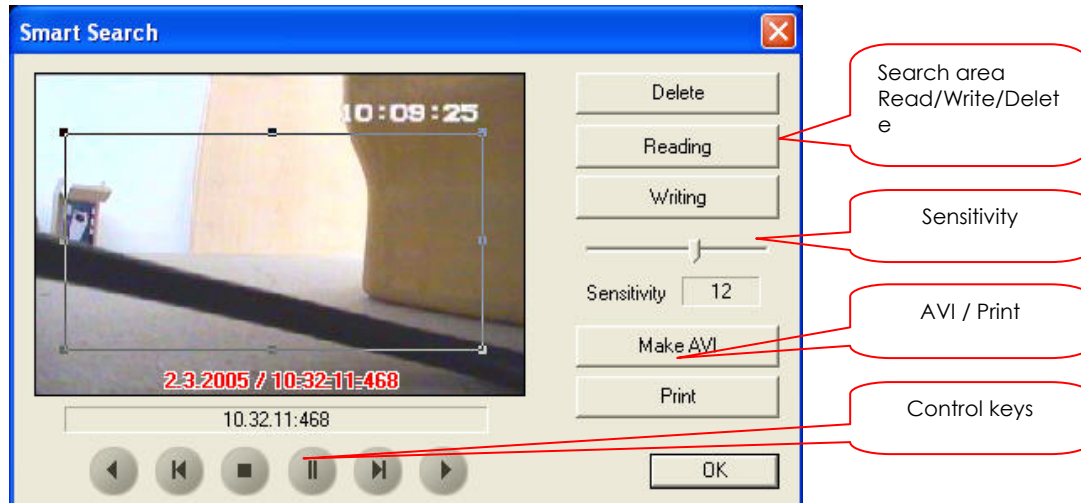 Smart Search
10:09:25
2.3.2005 / 10:32:11:468
10.32.11:468
Delete
Reading
Writing
Sensitivity 12
Make AVI
Print
OK
Search area
Read/Write/Delet
e
Sensitivity
AVI / Print
Control keys